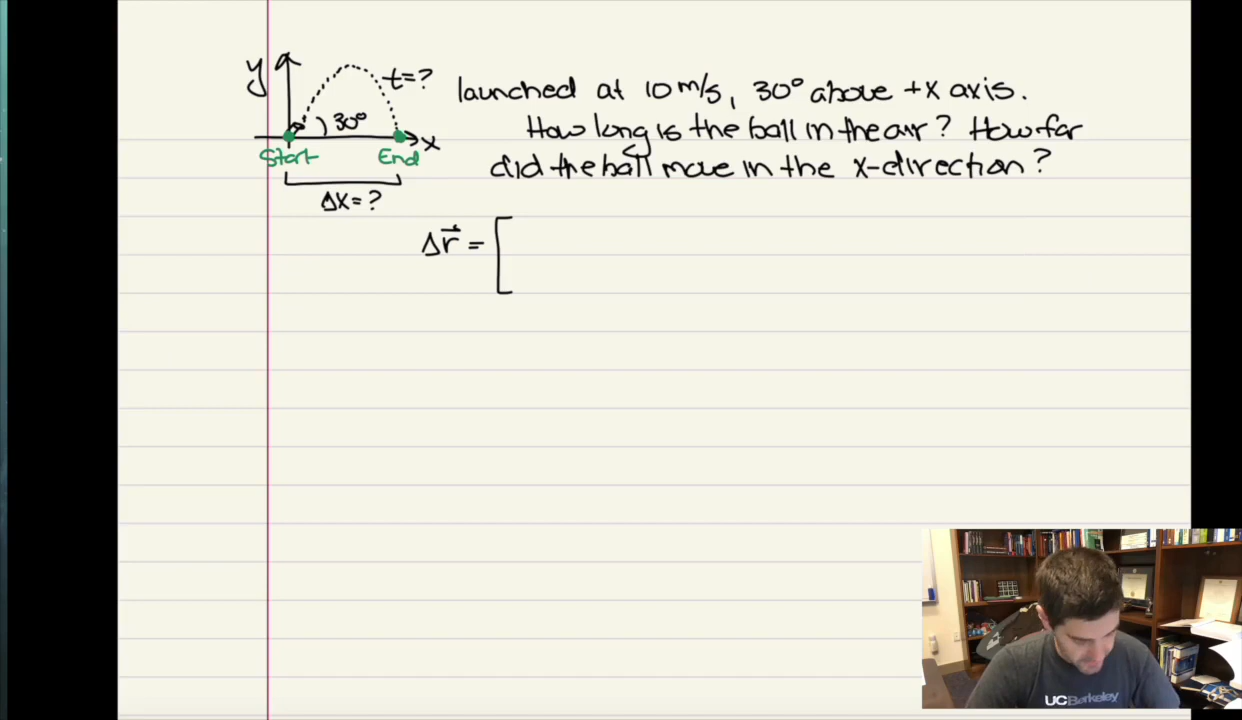 y
t=?
30°
x
Start
End
Δx=?
launched at 10 m/s, 30° above +x axis.
How long is the ball in the air? How far
did the ball move in the x-direction?
Δr⃗ = [
UC Berkeley